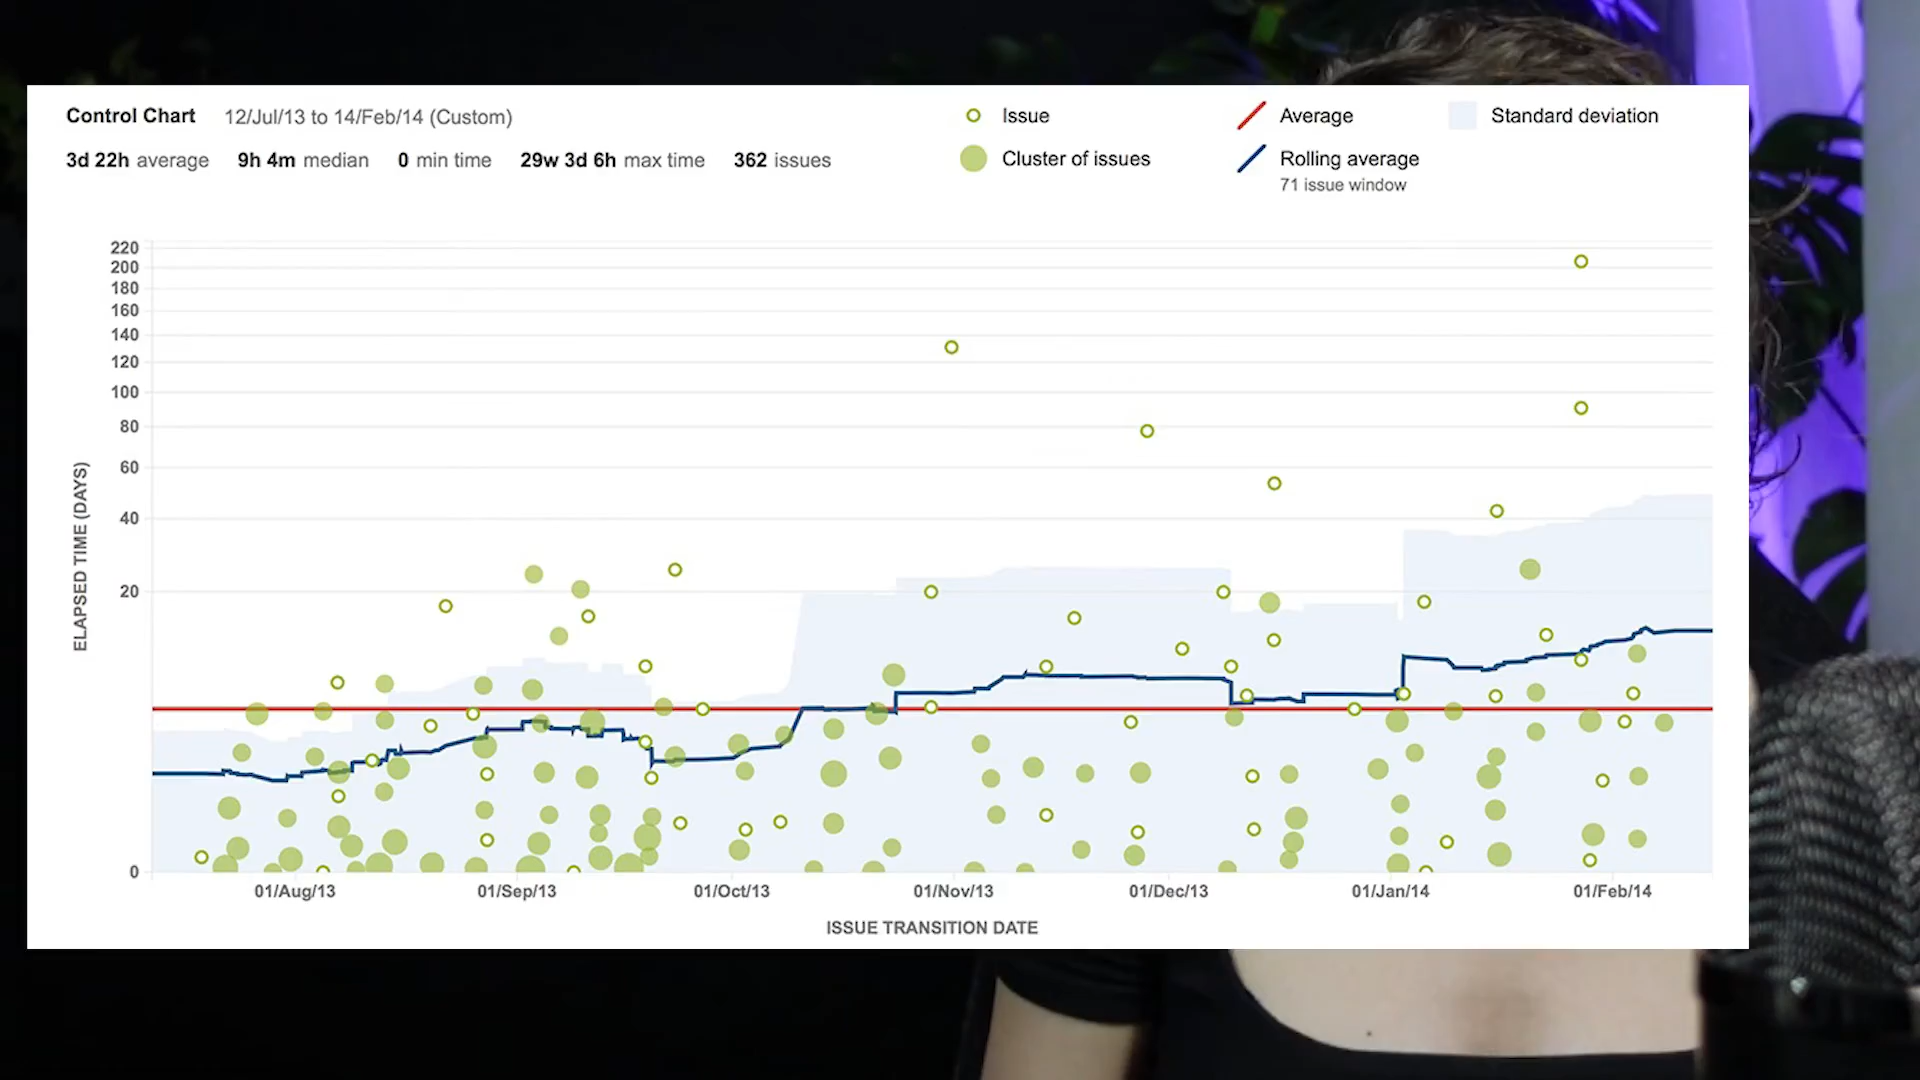 Control Chart 12/Jul/13 to 14/Feb/14 (Custom)
3d 22h average 9h 4m median 0 min time 29w 3d 6h max time 362 issues
Issue
Cluster of issues
Average
Rolling average
71 issue window
Standard deviation
220
200
180
160
140
120
100
80
60
40
20
0
ELAPSED TIME (DAYS)
01/Aug/13 01/Sep/13 01/Oct/13 01/Nov/13 01/Dec/13 01/Jan/14 01/Feb/14
ISSUE TRANSITION DATE